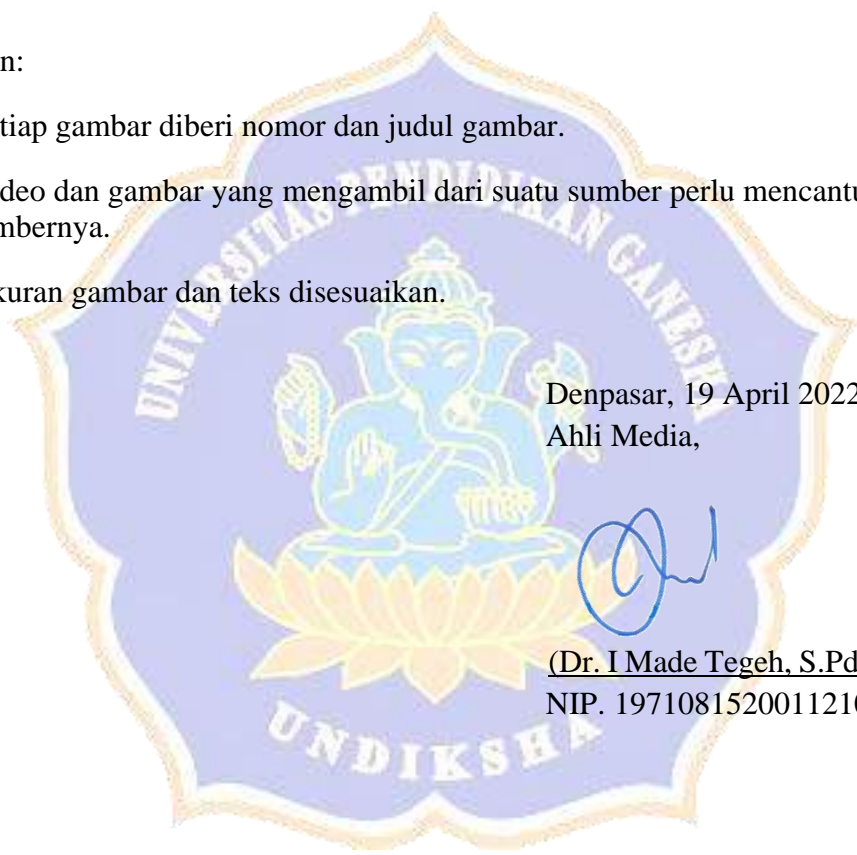 n:
tiap gambar diberi nomor dan judul gambar.
deo dan gambar yang mengambil dari suatu sumber perlu mencantu
mbernya.
kuran gambar dan teks disesuaikan.
UNIVERSITAS PENDIDIKAN GANESHA
Denpasar, 19 April 2022
Ahli Media,
(Dr. I Made Tegeh, S.Pd
NIP. 1971081520011210
UNDIKSHA